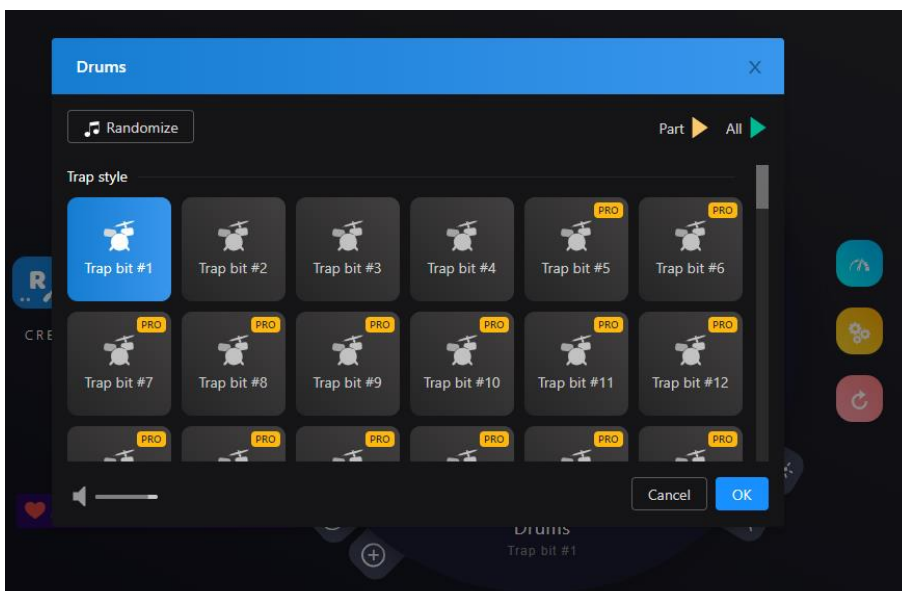 Drums
X
Randomize
Part
All
Trap style
PRO
PRO
Trap bit #1
Trap bit #2
Trap bit #3
Trap bit #4
Trap bit #5
Trap bit #6
R
CRE
PRO
PRO
PRO
PRO
PRO
PRO
Trap bit #7
Trap bit #8
Trap bit #9
Trap bit #10
Trap bit #11
Trap bit #12
PRO
PRO
PRO
PRO
PRO
PRO
Cancel
OK
Drums
Trap bit #1